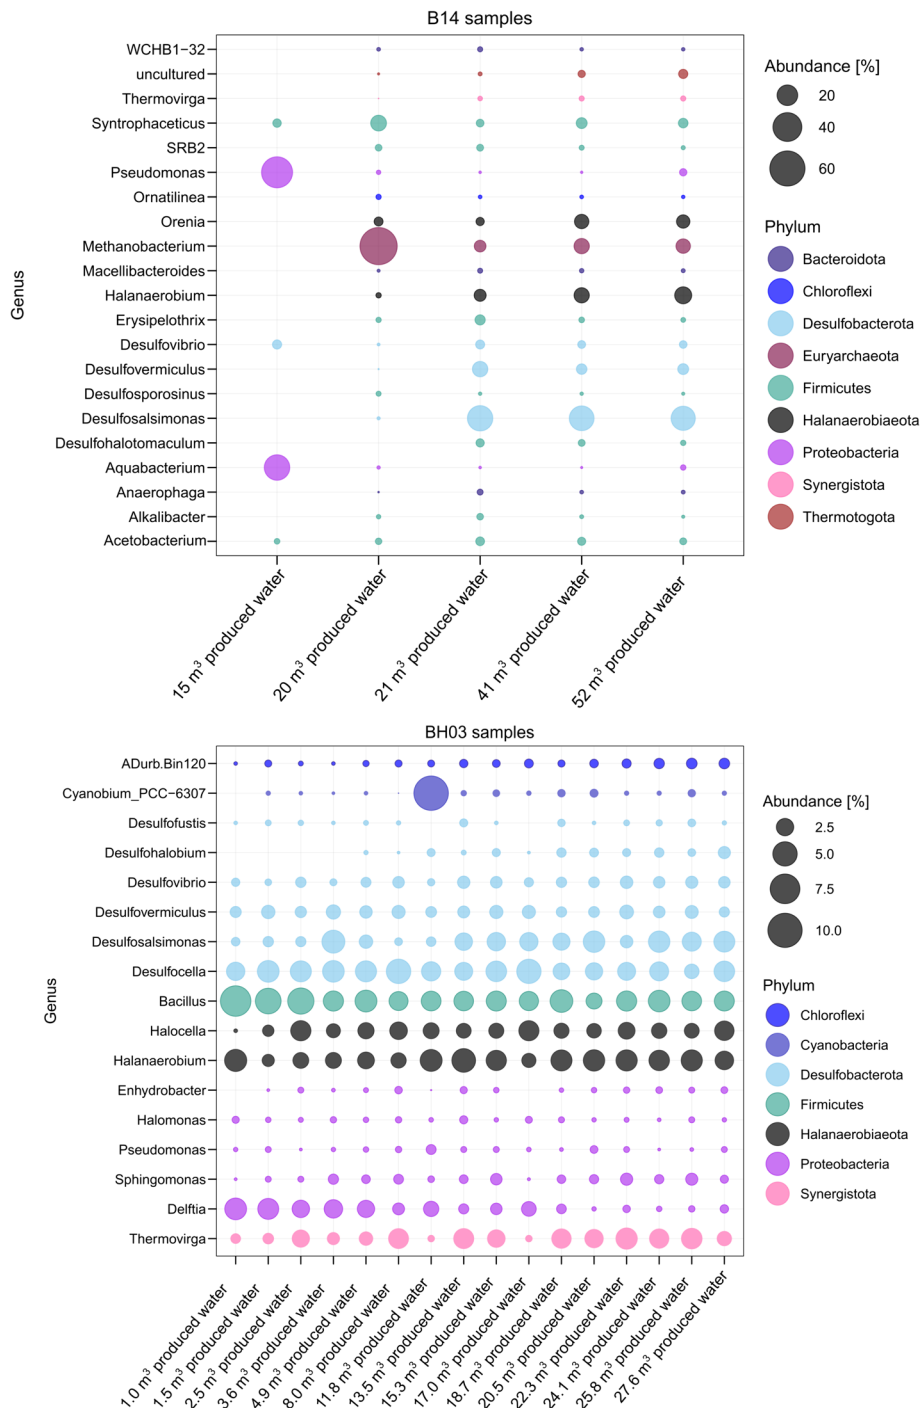 B14 samples
Genus
WCHB1−32
uncultured
Thermovirga
Syntrophaceticus
SRB2
Pseudomonas
Ornatilinea
Orenia
Methanobacterium
Macellibacteroides
Halanaerobium
Erysipelothrix
Desulfovibrio
Desulfovermiculus
Desulfosporosinus
Desulfosalsimonas
Desulfohalotomaculum
Aquabacterium
Anaerophaga
Alkalibacter
Acetobacterium
15 m³ produced water
20 m³ produced water
21 m³ produced water
41 m³ produced water
52 m³ produced water
Abundance [%]
20
40
60
Phylum
Bacteroidota
Chloroflexi
Desulfobacterota
Euryarchaeota
Firmicutes
Halanaerobiaeota
Proteobacteria
Synergistota
Thermotogota
BH03 samples
Genus
ADurb.Bin120
Cyanobium_PCC−6307
Desulfofustis
Desulfohalobium
Desulfovibrio
Desulfovermiculus
Desulfosalsimonas
Desulfocella
Bacillus
Halocella
Halanaerobium
Enhydrobacter
Halomonas
Pseudomonas
Sphingomonas
Delftia
Thermovirga
1.0 m³ produced water
1.5 m³ produced water
2.5 m³ produced water
3.6 m³ produced water
4.9 m³ produced water
8.0 m³ produced water
11.8 m³ produced water
13.5 m³ produced water
15.3 m³ produced water
17.0 m³ produced water
18.7 m³ produced water
20.5 m³ produced water
22.3 m³ produced water
24.1 m³ produced water
25.8 m³ produced water
27.6 m³ produced water
Abundance [%]
2.5
5.0
7.5
10.0
Phylum
Chloroflexi
Cyanobacteria
Desulfobacterota
Firmicutes
Halanaerobiaeota
Proteobacteria
Synergistota